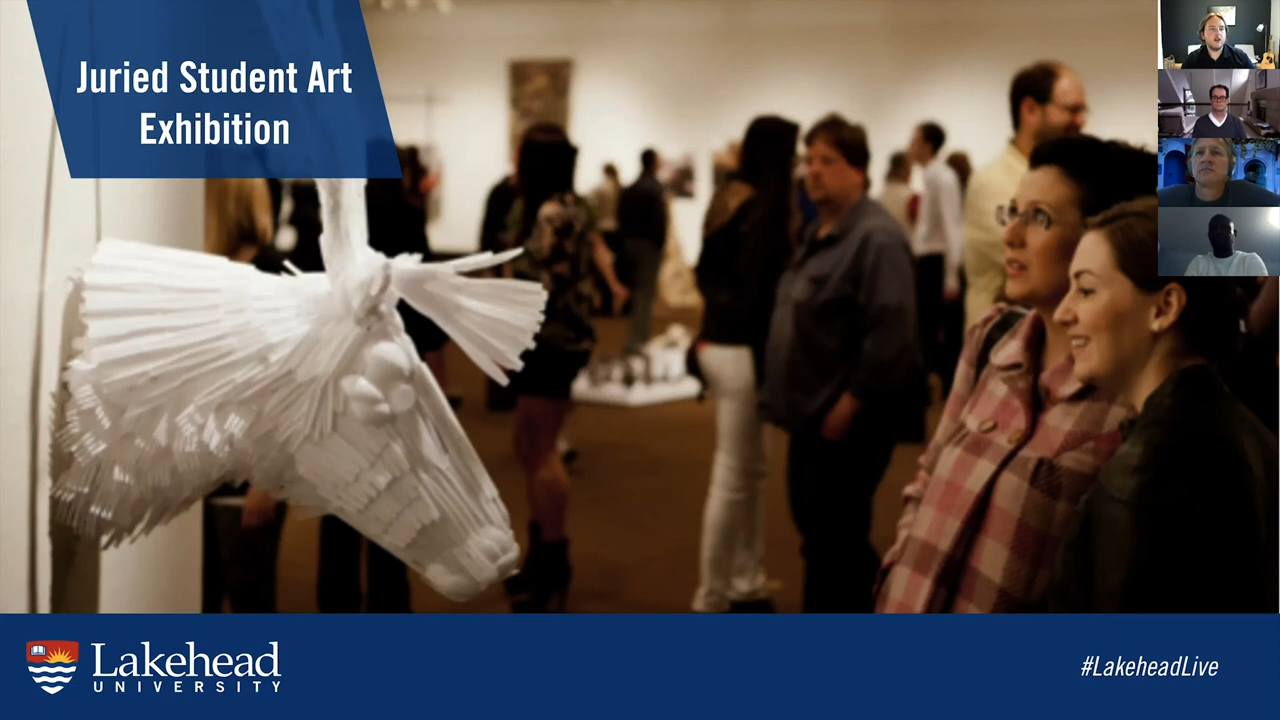 Juried Student Art
Exhibition
Lakehead
UNIVERSITY
#LakeheadLive